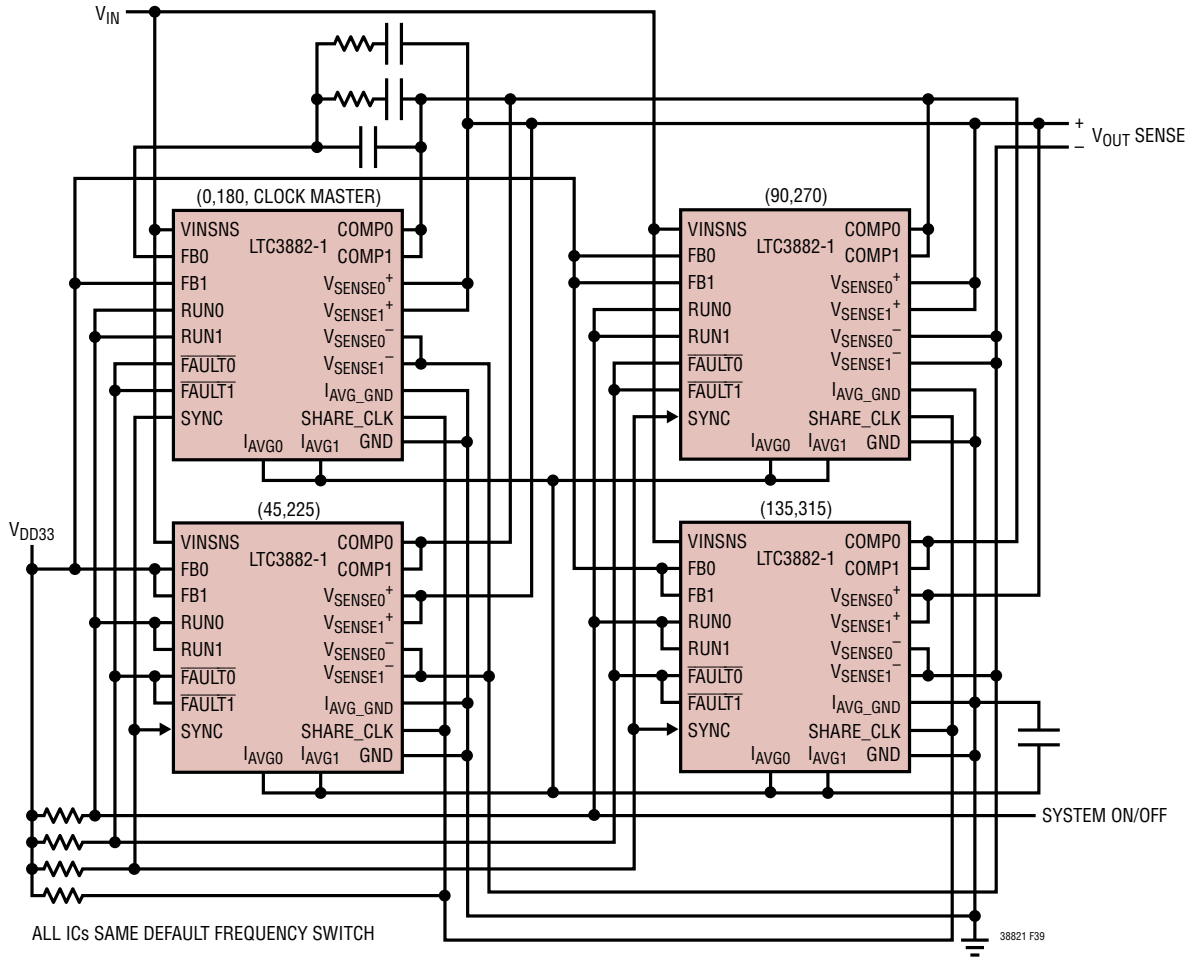 VIN
+
VOUT SENSE
–
(0,180, CLOCK MASTER)
VINSNS
FB0
FB1
RUN0
RUN1
FAULT0
FAULT1
SYNC
LTC3882-1
COMP0
COMP1
VSENSE0+
VSENSE1+
VSENSE0–
VSENSE1–
IAVG_GND
SHARE_CLK
GND
IAVG0 IAVG1
(90,270)
VINSNS
FB0
FB1
RUN0
RUN1
FAULT0
FAULT1
SYNC
LTC3882-1
COMP0
COMP1
VSENSE0+
VSENSE1+
VSENSE0–
VSENSE1–
IAVG_GND
SHARE_CLK
GND
IAVG0 IAVG1
VDD33
(45,225)
VINSNS
FB0
FB1
RUN0
RUN1
FAULT0
FAULT1
SYNC
LTC3882-1
COMP0
COMP1
VSENSE0+
VSENSE1+
VSENSE0–
VSENSE1–
IAVG_GND
SHARE_CLK
GND
IAVG0 IAVG1
(135,315)
VINSNS
FB0
FB1
RUN0
RUN1
FAULT0
FAULT1
SYNC
LTC3882-1
COMP0
COMP1
VSENSE0+
VSENSE1+
VSENSE0–
VSENSE1–
IAVG_GND
SHARE_CLK
GND
IAVG0 IAVG1
SYSTEM ON/OFF
ALL ICs SAME DEFAULT FREQUENCY SWITCH
38821 F39